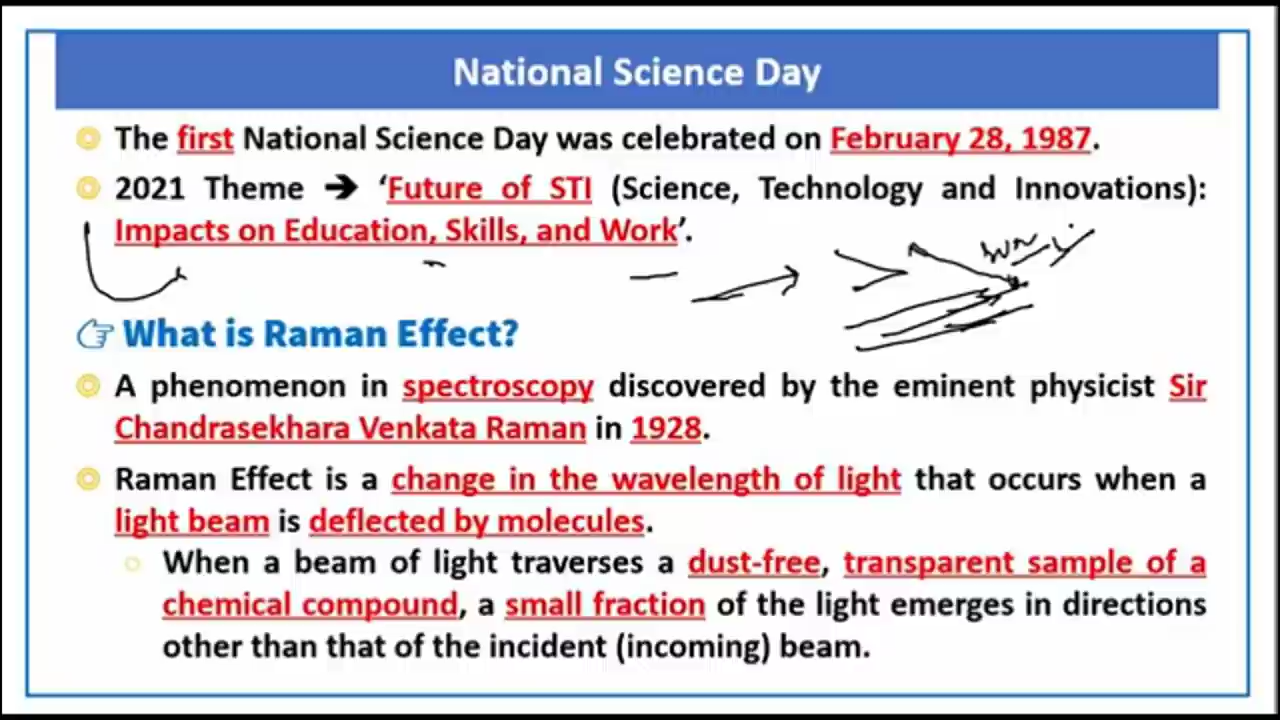 National Science Day
The first National Science Day was celebrated on February 28, 1987.
2021 Theme ➔ ‘Future of STI (Science, Technology and Innovations):
Impacts on Education, Skills, and Work’.
What is Raman Effect?
A phenomenon in spectroscopy discovered by the eminent physicist Sir
Chandrasekhara Venkata Raman in 1928.
Raman Effect is a change in the wavelength of light that occurs when a
light beam is deflected by molecules.
When a beam of light traverses a dust-free, transparent sample of a
chemical compound, a small fraction of the light emerges in directions
other than that of the incident (incoming) beam.